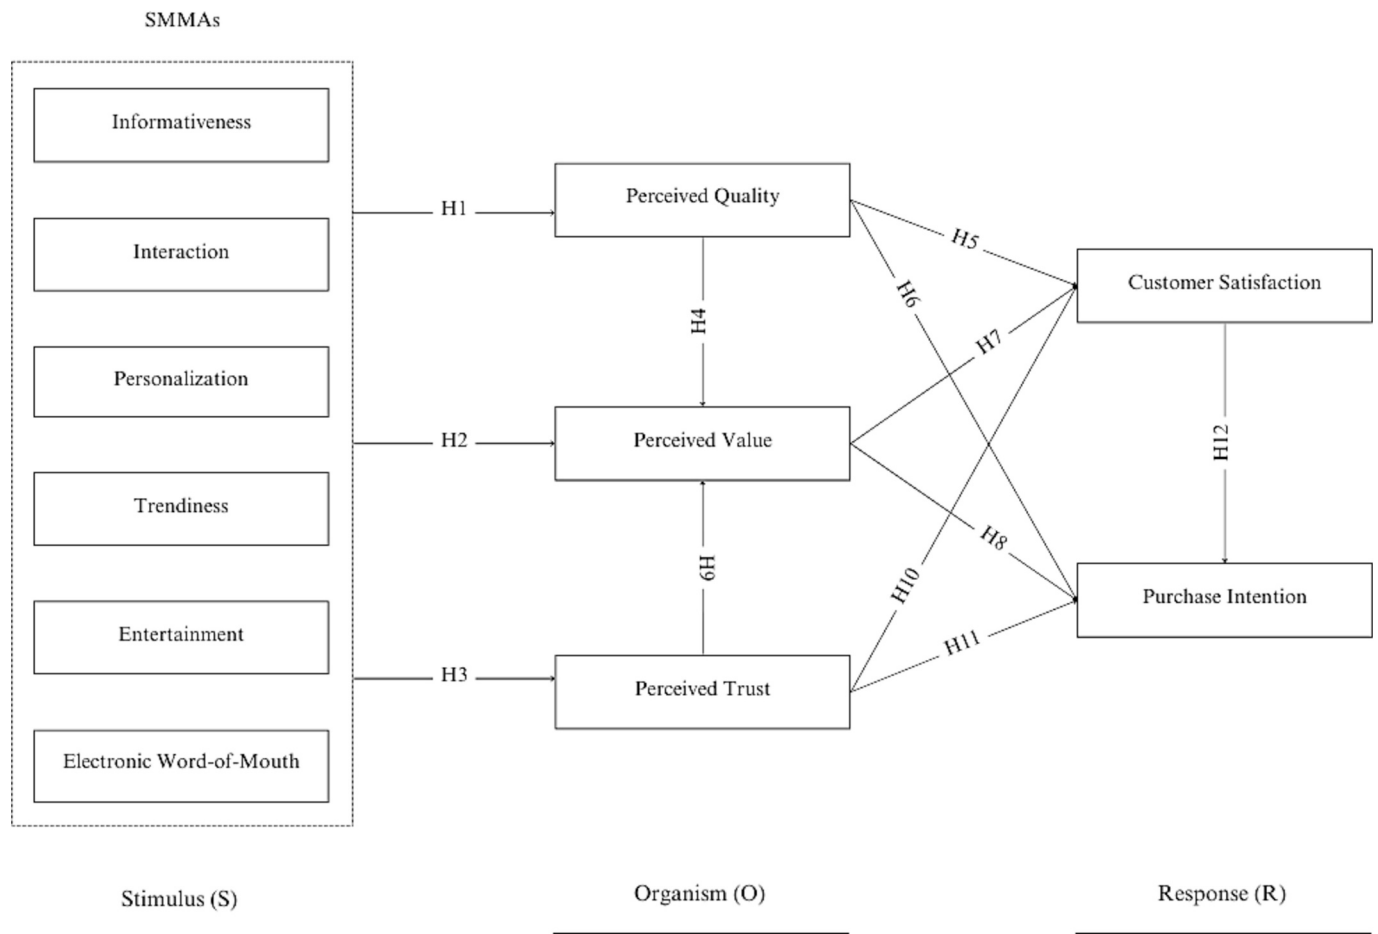 SMMAs
Informativeness
Interaction
Personalization
Trendiness
Entertainment
Electronic Word-of-Mouth
Stimulus (S)
H1
H2
H3
Perceived Quality
H4
Perceived Value
H9
Perceived Trust
Organism (O)
H5
H6
H7
H8
H10
H11
Customer Satisfaction
H12
Purchase Intention
Response (R)